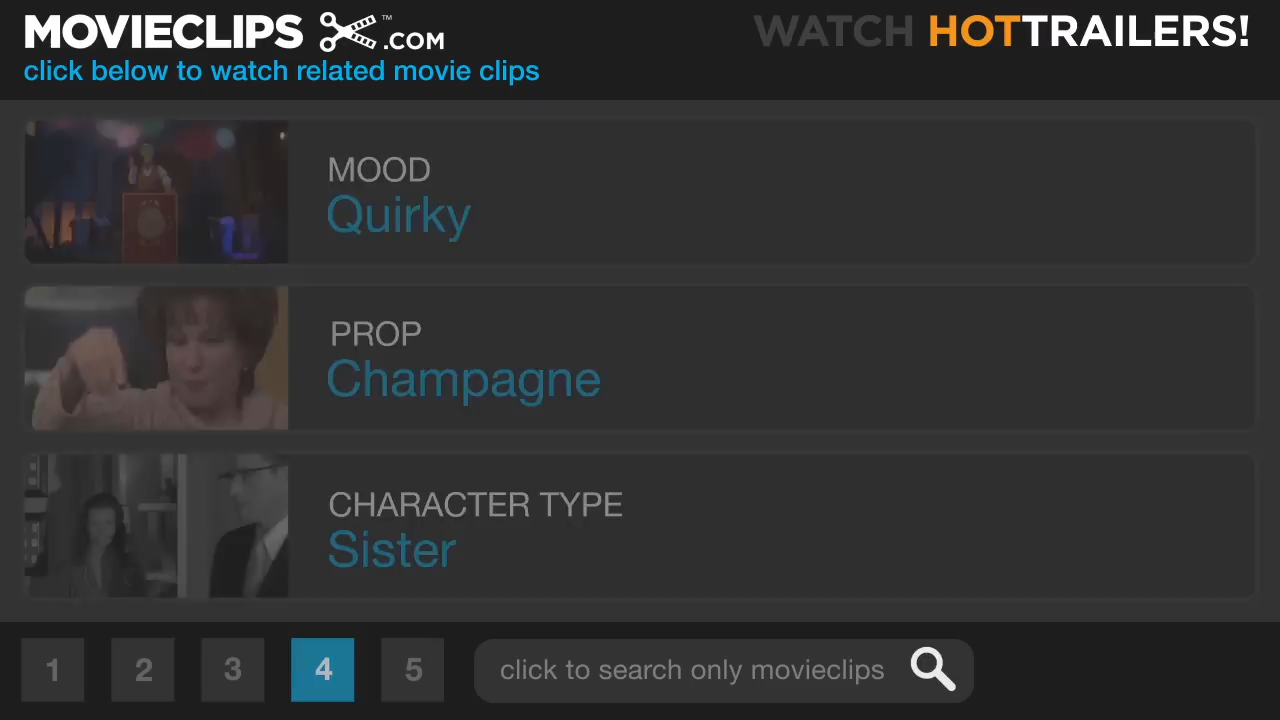 MOVIECLIPS ™ .COM
WATCH HOTTRAILERS!
click below to watch related movie clips
MOOD
Quirky
PROP
Champagne
CHARACTER TYPE
Sister
1 2 3 4 5 click to search only movieclips